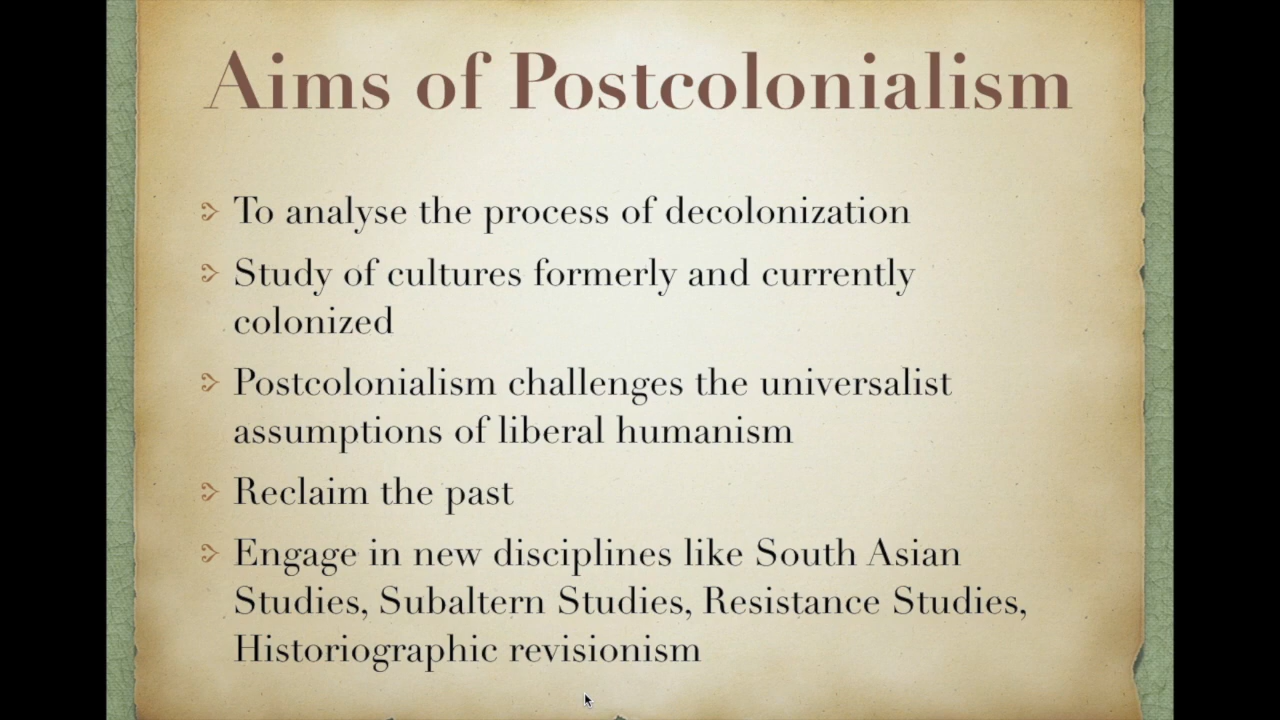 Aims of Postcolonialism
To analyse the process of decolonization
Study of cultures formerly and currently
colonized
Postcolonialism challenges the universalist
assumptions of liberal humanism
Reclaim the past
Engage in new disciplines like South Asian
Studies, Subaltern Studies, Resistance Studies,
Historiographic revisionism